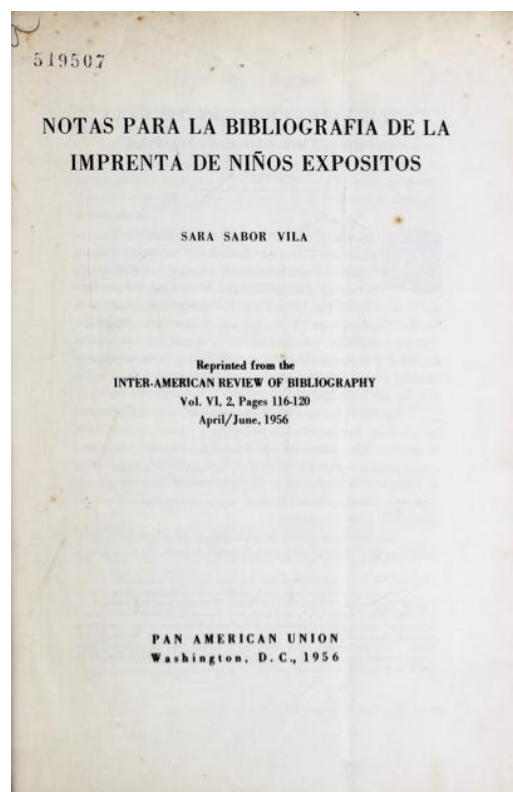 519507
NOTAS PARA LA BIBLIOGRAFIA DE LA
IMPRENTA DE NIÑOS EXPOSITOS
SARA SABOR VILA
Reprinted from the
INTER-AMERICAN REVIEW OF BIBLIOGRAPHY
Vol. VI, 2, Pages 116-120
April/June, 1956
PAN AMERICAN UNION
Washington, D. C., 1956